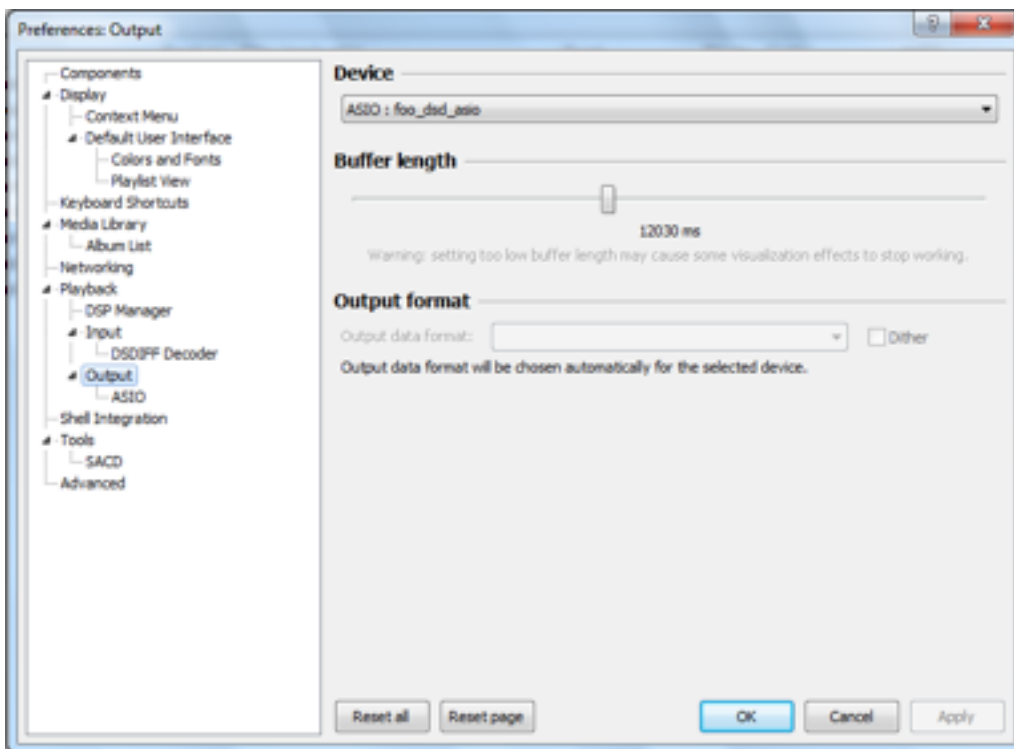 Preferences: Output
Components
Display
Context Menu
Default User Interface
Colors and Fonts
Playlist View
Keyboard Shortcuts
Media Library
Album List
Networking
Playback
DSP Manager
Input
DSDIFF Decoder
Output
ASIO
Shell Integration
Tools
SACD
Advanced
Device
ASIO : foo_dsd_asio
Buffer length
12030 ms
Warning: setting too low buffer length may cause some visualization effects to stop working.
Output format
Output data format:
Dither
Output data format will be chosen automatically for the selected device.
Reset all
Reset page
OK
Cancel
Apply